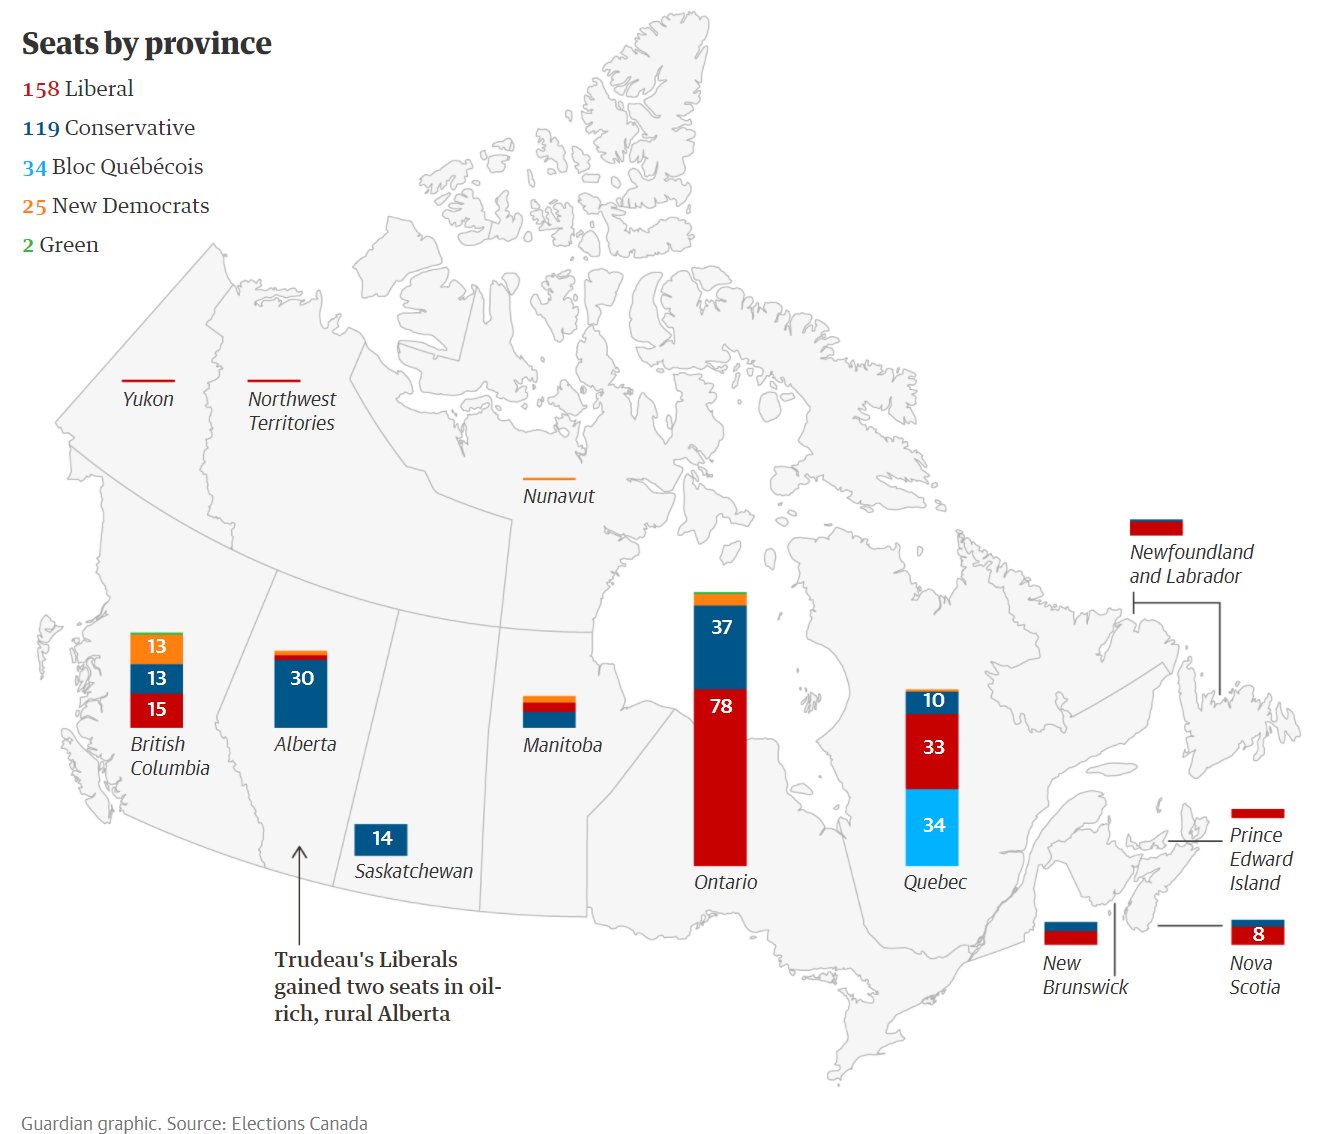 Seats by province
158 Liberal
119 Conservative
34 Bloc Québécois
25 New Democrats
2 Green
Yukon
Northwest
Territories
Nunavut
Newfoundland
and Labrador
13
13
15
British
Columbia
30
Alberta
14
Saskatchewan
Manitoba
37
78
Ontario
10
33
34
Quebec
Prince
Edward
Island
New
Brunswick
8
Nova
Scotia
Trudeau's Liberals
gained two seats in oil-
rich, rural Alberta
Guardian graphic. Source: Elections Canada